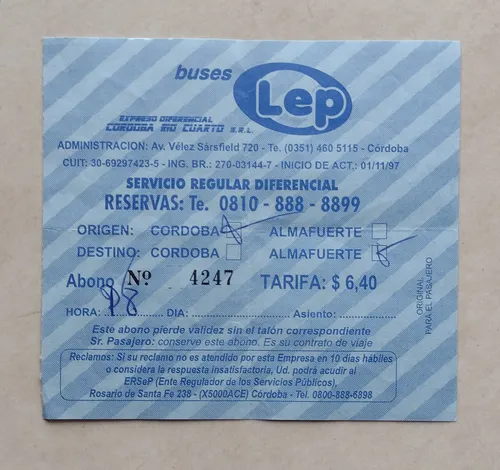 buses Lep
EXPRESO DIFERENCIAL
CORDOBA RIO CUARTO S.R.L.
ADMINISTRACION: Av. Vélez Sársfield 720 - Te. (0351) 460 5115 - Córdoba
CUIT: 30-69297423-5 - ING. BR.: 270-03144-7 - INICIO DE ACT.: 01/11/97
SERVICIO REGULAR DIFERENCIAL
RESERVAS: Te. 0810 - 888 - 8899
ORIGEN: CORDOBA ALMAFUERTE
DESTINO: CORDOBA ALMAFUERTE
Abono Nº 4247 TARIFA: $ 6,40
HORA: DIA: Asiento:
Este abono pierde validez sin el talón correspondiente
Sr. Pasajero: conserve este abono. Es su contrato de viaje
Reclamos: Si su reclamo no es atendido por esta Empresa en 10 días hábiles
o considera la respuesta insatisfactoria, Ud. podrá acudir al
ERSeP (Ente Regulador de los Servicios Públicos),
Rosario de Santa Fe 238 - (X5000ACE) Córdoba - Tel. 0800-888-6898
ORIGINAL
PARA EL PASAJERO